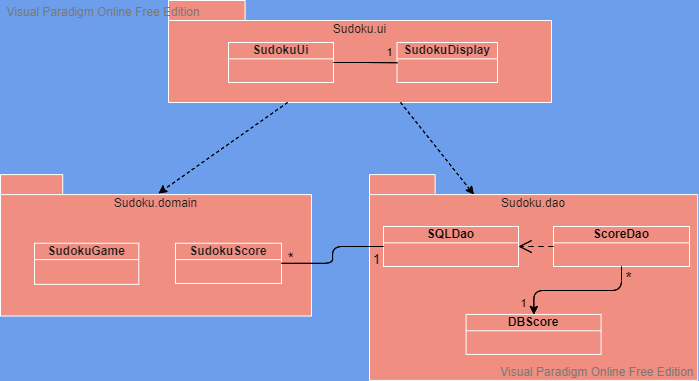 Visual Paradigm Online Free Edition
Sudoku.ui
SudokuUi
1
SudokuDisplay
Sudoku.domain
Sudoku.dao
SudokuGame
SudokuScore
*
1
SQLDao
ScoreDao
*
1
DBScore
Visual Paradigm Online Free Edition